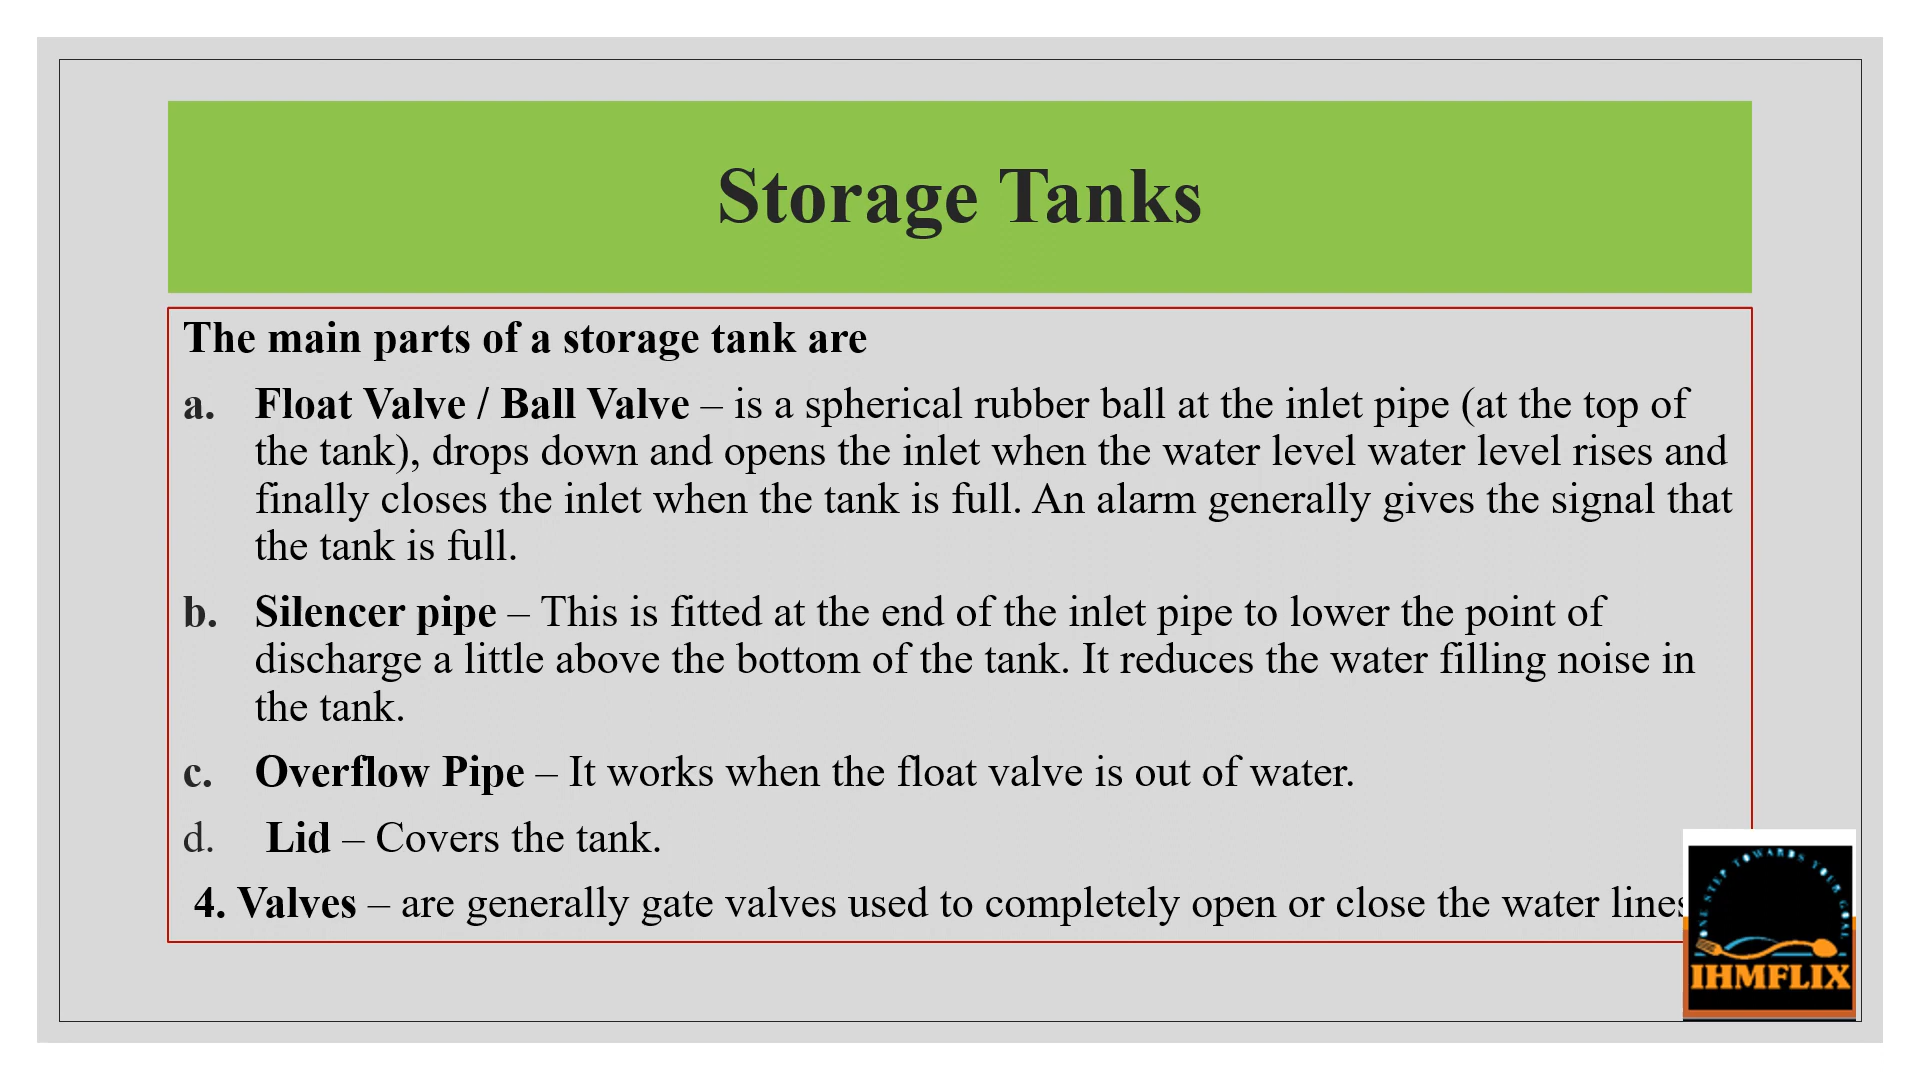 Storage Tanks
The main parts of a storage tank are
a. Float Valve / Ball Valve – is a spherical rubber ball at the inlet pipe (at the top of
the tank), drops down and opens the inlet when the water level water level rises and
finally closes the inlet when the tank is full. An alarm generally gives the signal that
the tank is full.
b. Silencer pipe – This is fitted at the end of the inlet pipe to lower the point of
discharge a little above the bottom of the tank. It reduces the water filling noise in
the tank.
c. Overflow Pipe – It works when the float valve is out of water.
d. Lid – Covers the tank.
4. Valves – are generally gate valves used to completely open or close the water lines
ONE STEP TOWARDS YOUR GOAL
IHMFLIX